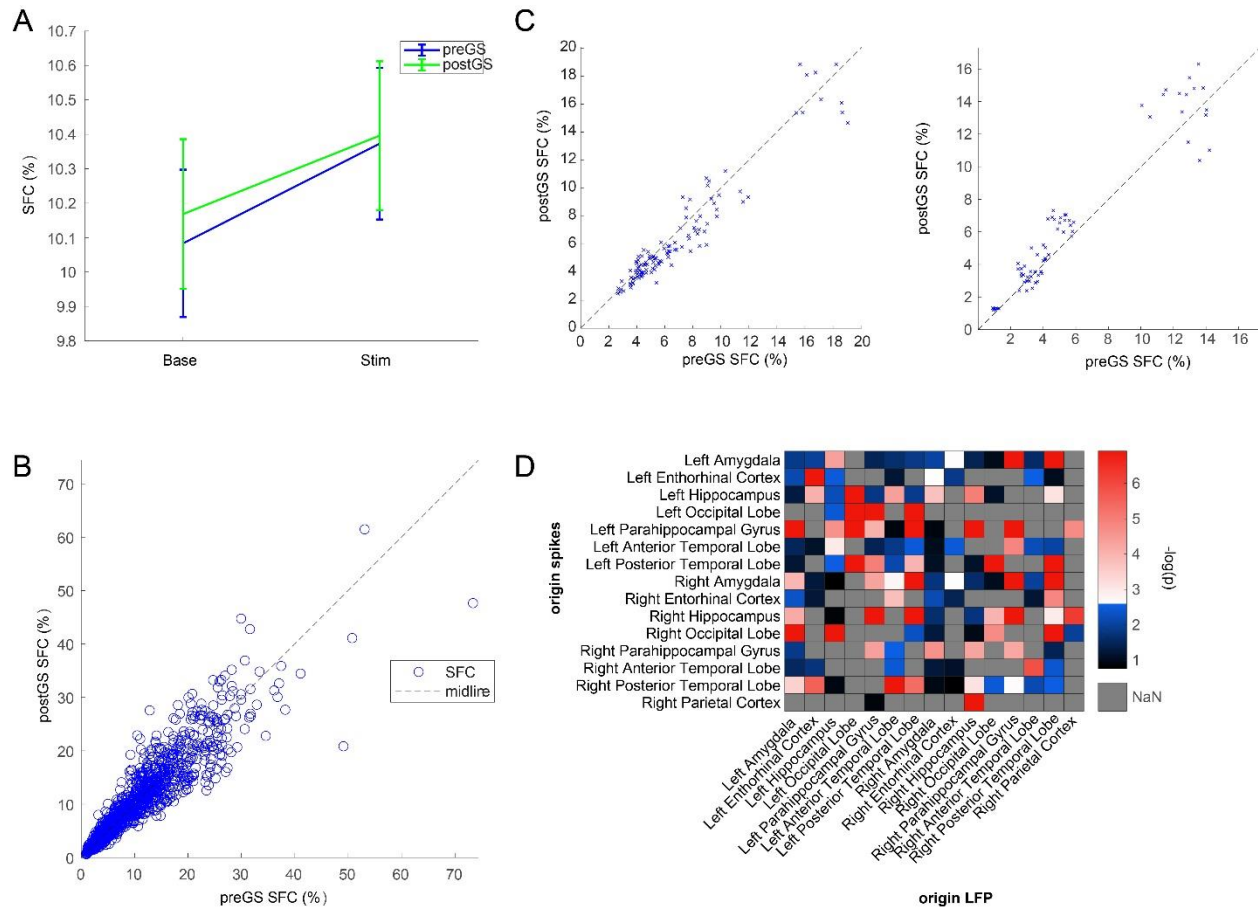 A
10.7
10.6
10.5
10.4
10.3
10.2
10.1
10
9.9
9.8
SFC (%)
Base
Stim
preGS
postGS
C
20
18
16
14
12
10
8
6
4
2
0
postGS SFC (%)
0 2 4 6 8 10 12 14 16 18 20
preGS SFC (%)
16
14
12
10
8
6
4
2
0
postGS SFC (%)
2 4 6 8 10 12 14 16
preGS SFC (%)
B
70
60
50
40
30
20
10
0
postGS SFC (%)
0 10 20 30 40 50 60 70
preGS SFC (%)
SFC
midlire
D
origin spikes
Left Amygdala
Left Enthorhinal Cortex
Left Hippocampus
Left Occipital Lobe
Left Parahippocampal Gyrus
Left Anterior Temporal Lobe
Left Posterior Temporal Lobe
Right Amygdala
Right Entorhinal Cortex
Right Hippocampus
Right Occipital Lobe
Right Parahippocampal Gyrus
Right Anterior Temporal Lobe
Right Posterior Temporal Lobe
Right Parietal Cortex
Left Amygdala
Left Enthorhinal Cortex
Left Hippocampus
Left Occipital Lobe
Left Parahippocampal Gyrus
Left Anterior Temporal Lobe
Left Posterior Temporal Lobe
Right Amygdala
Right Entorhinal Cortex
Right Hippocampus
Right Occipital Lobe
Right Parahippocampal Gyrus
Right Anterior Temporal Lobe
Right Posterior Temporal Lobe
Right Parietal Cortex
origin LFP
6
5
4
3
2
1
-log(p)
NaN